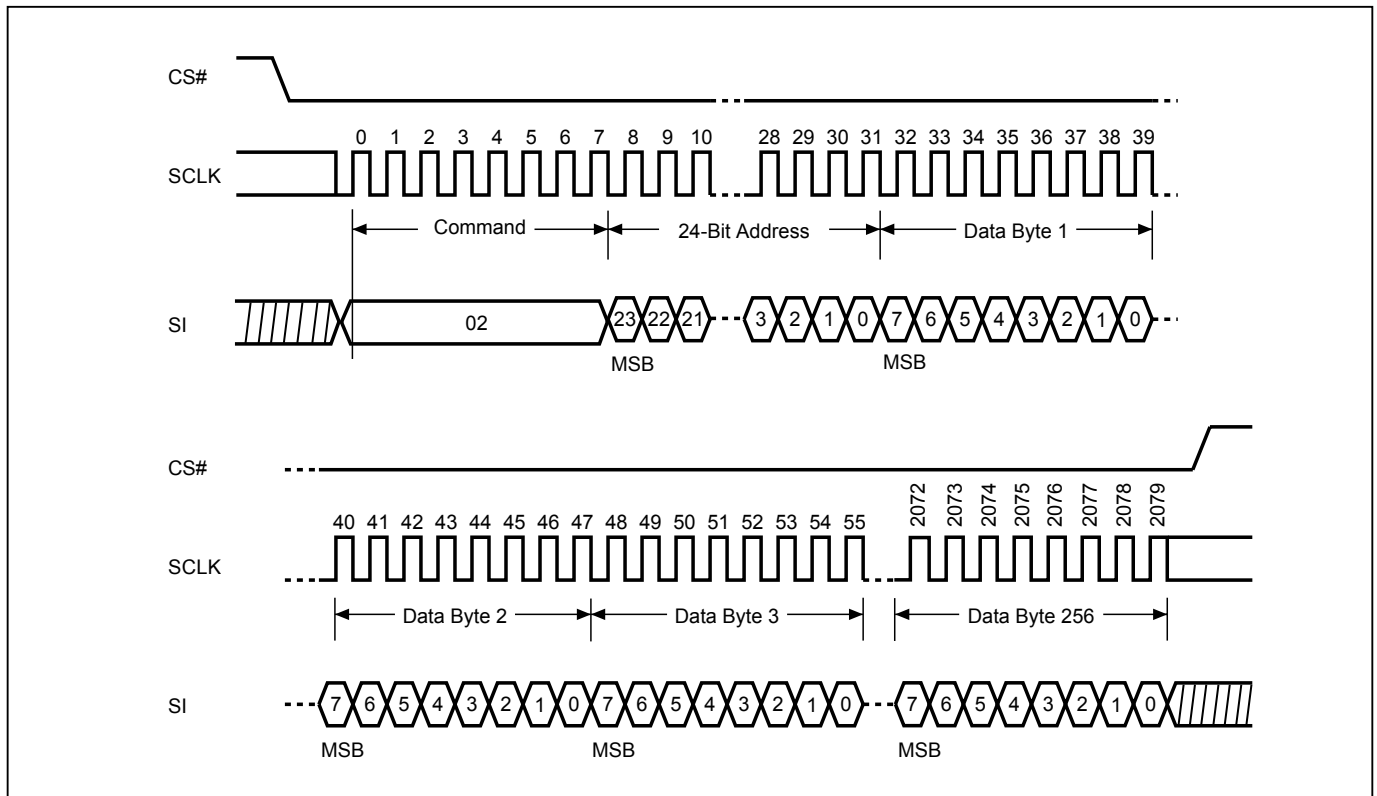 CS#
0 1 2 3 4 5 6 7 8 9 10 28 29 30 31 32 33 34 35 36 37 38 39
SCLK
Command 24-Bit Address Data Byte 1
SI 02 23 22 21 3 2 1 0 7 6 5 4 3 2 1 0
MSB MSB
CS#
2072 2073 2074 2075 2076 2077 2078 2079
40 41 42 43 44 45 46 47 48 49 50 51 52 53 54 55
SCLK
Data Byte 2 Data Byte 3 Data Byte 256
SI 7 6 5 4 3 2 1 0 7 6 5 4 3 2 1 0 7 6 5 4 3 2 1 0
MSB MSB MSB